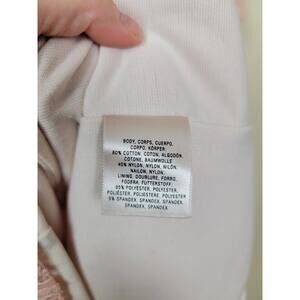 BODY, CORPS, CUERPO,
CORPO, KÖRPER:
60% COTTON, COTON, ALGODÓN,
COTONE, BAUMWOLLE
40% NYLON, NYLON, NILÓN,
NAILON, NYLON
LINING, DOUBLURE, FORRO,
FODERA, FUTTERSTOFF:
95% POLYESTER, POLYESTER,
POLIÉSTER, POLIESTERE, POLYESTER
5% SPANDEX, SPANDEX, SPANDEX,
SPANDEX, SPANDEX